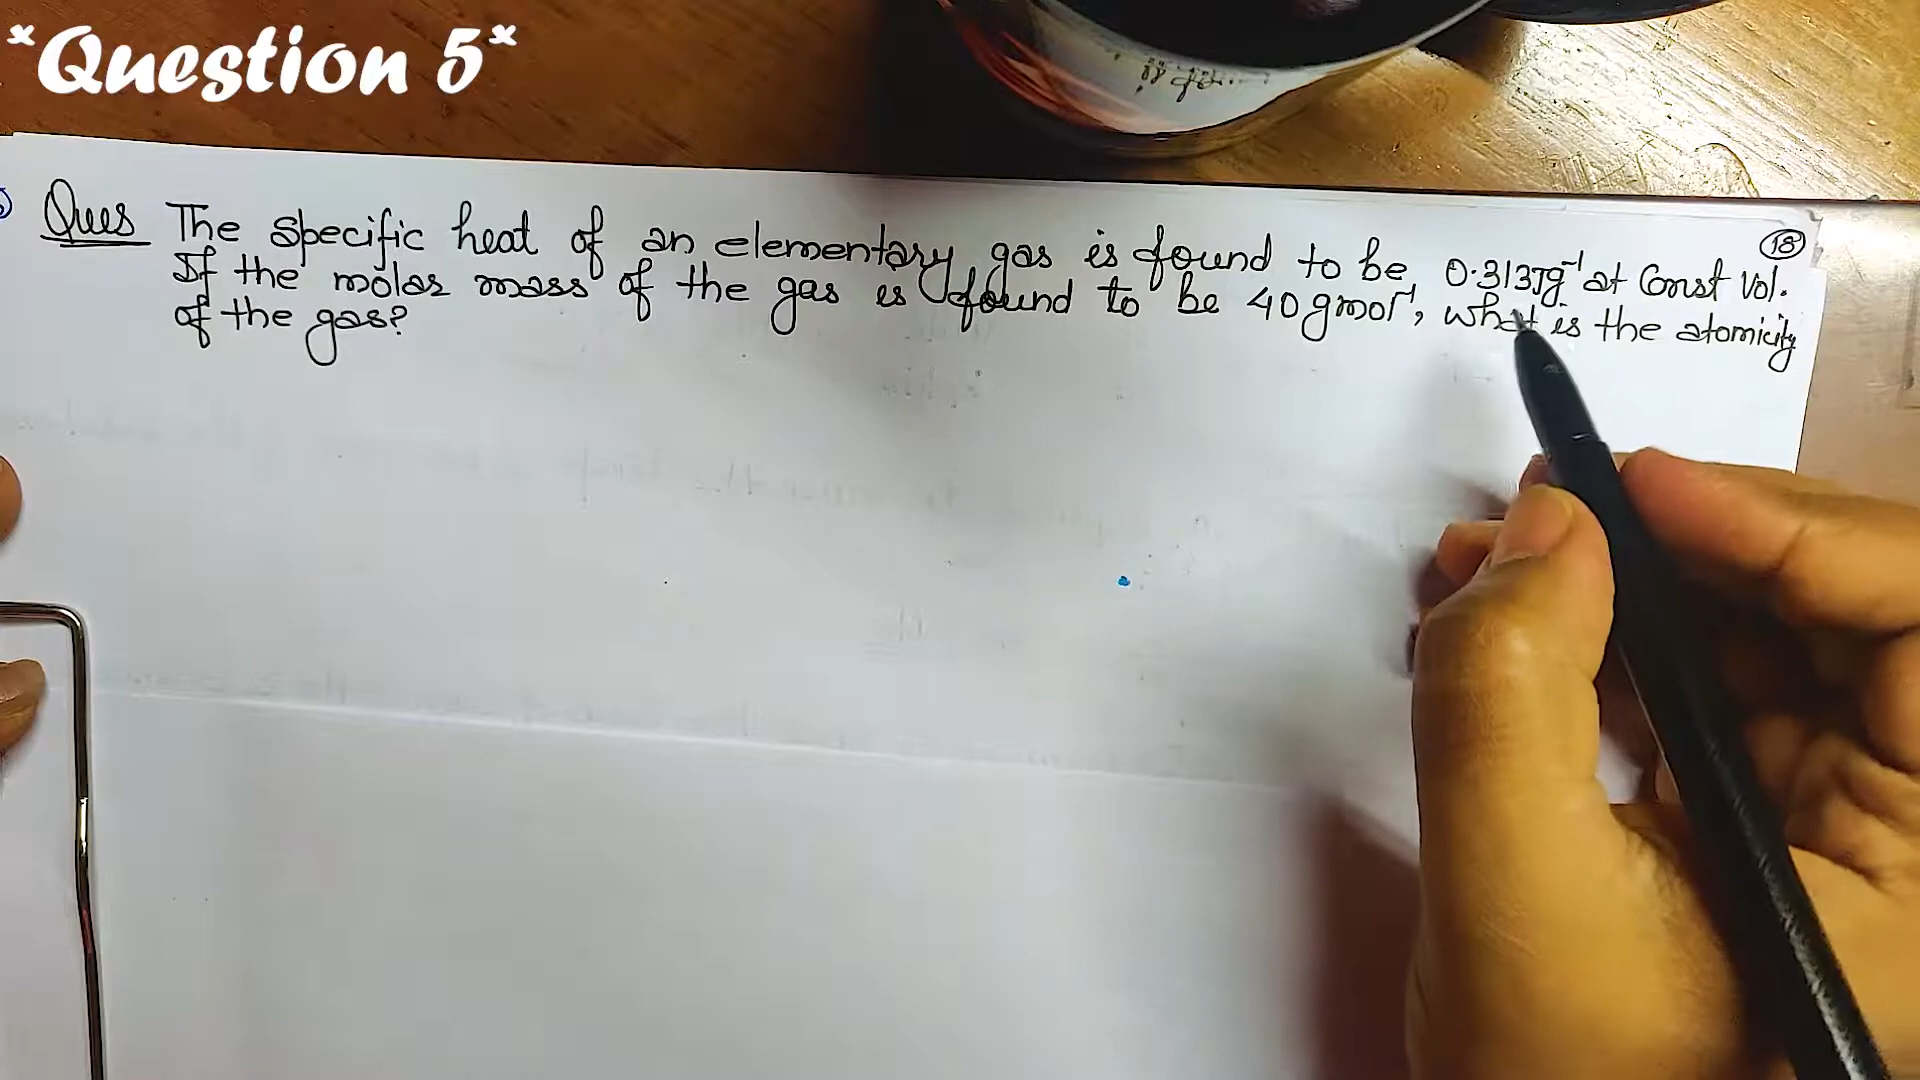 *Question 5*
18
Ques The specific heat of an elementary gas is found to be 0.313Jg⁻¹ at Const Vol.
If the molar mass of the gas is found to be 40 gmol⁻¹, what is the atomicity
of the gas?